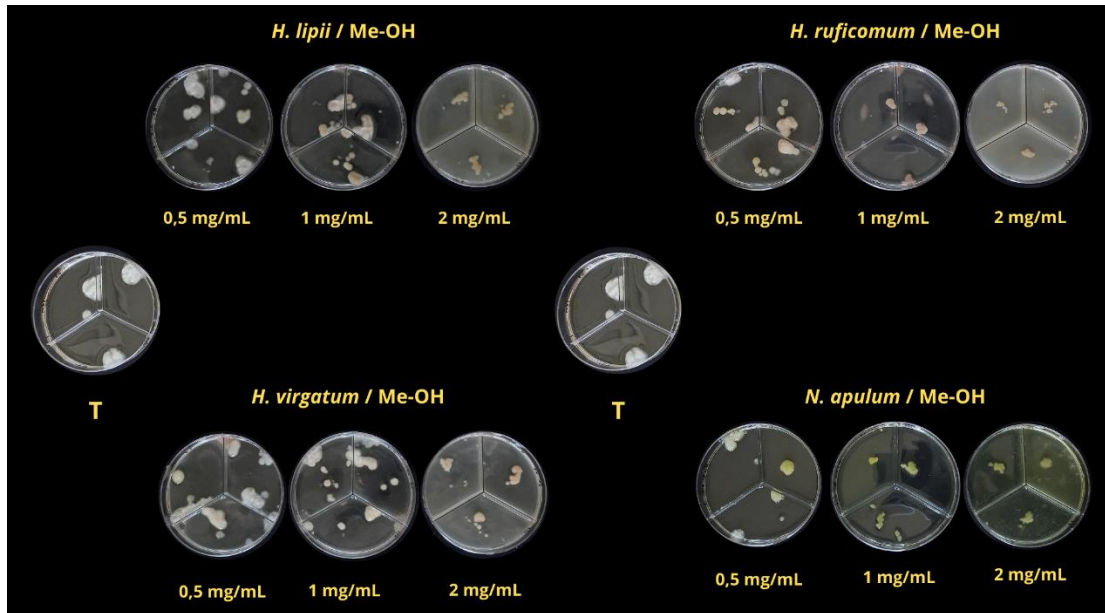 H. lipii / Me-OH
H. ruficomum / Me-OH
0,5 mg/mL
1 mg/mL
2 mg/mL
0,5 mg/mL
1 mg/mL
2 mg/mL
T
H. virgatum / Me-OH
T
N. apulum / Me-OH
0,5 mg/mL
1 mg/mL
2 mg/mL
0,5 mg/mL
1 mg/mL
2 mg/mL